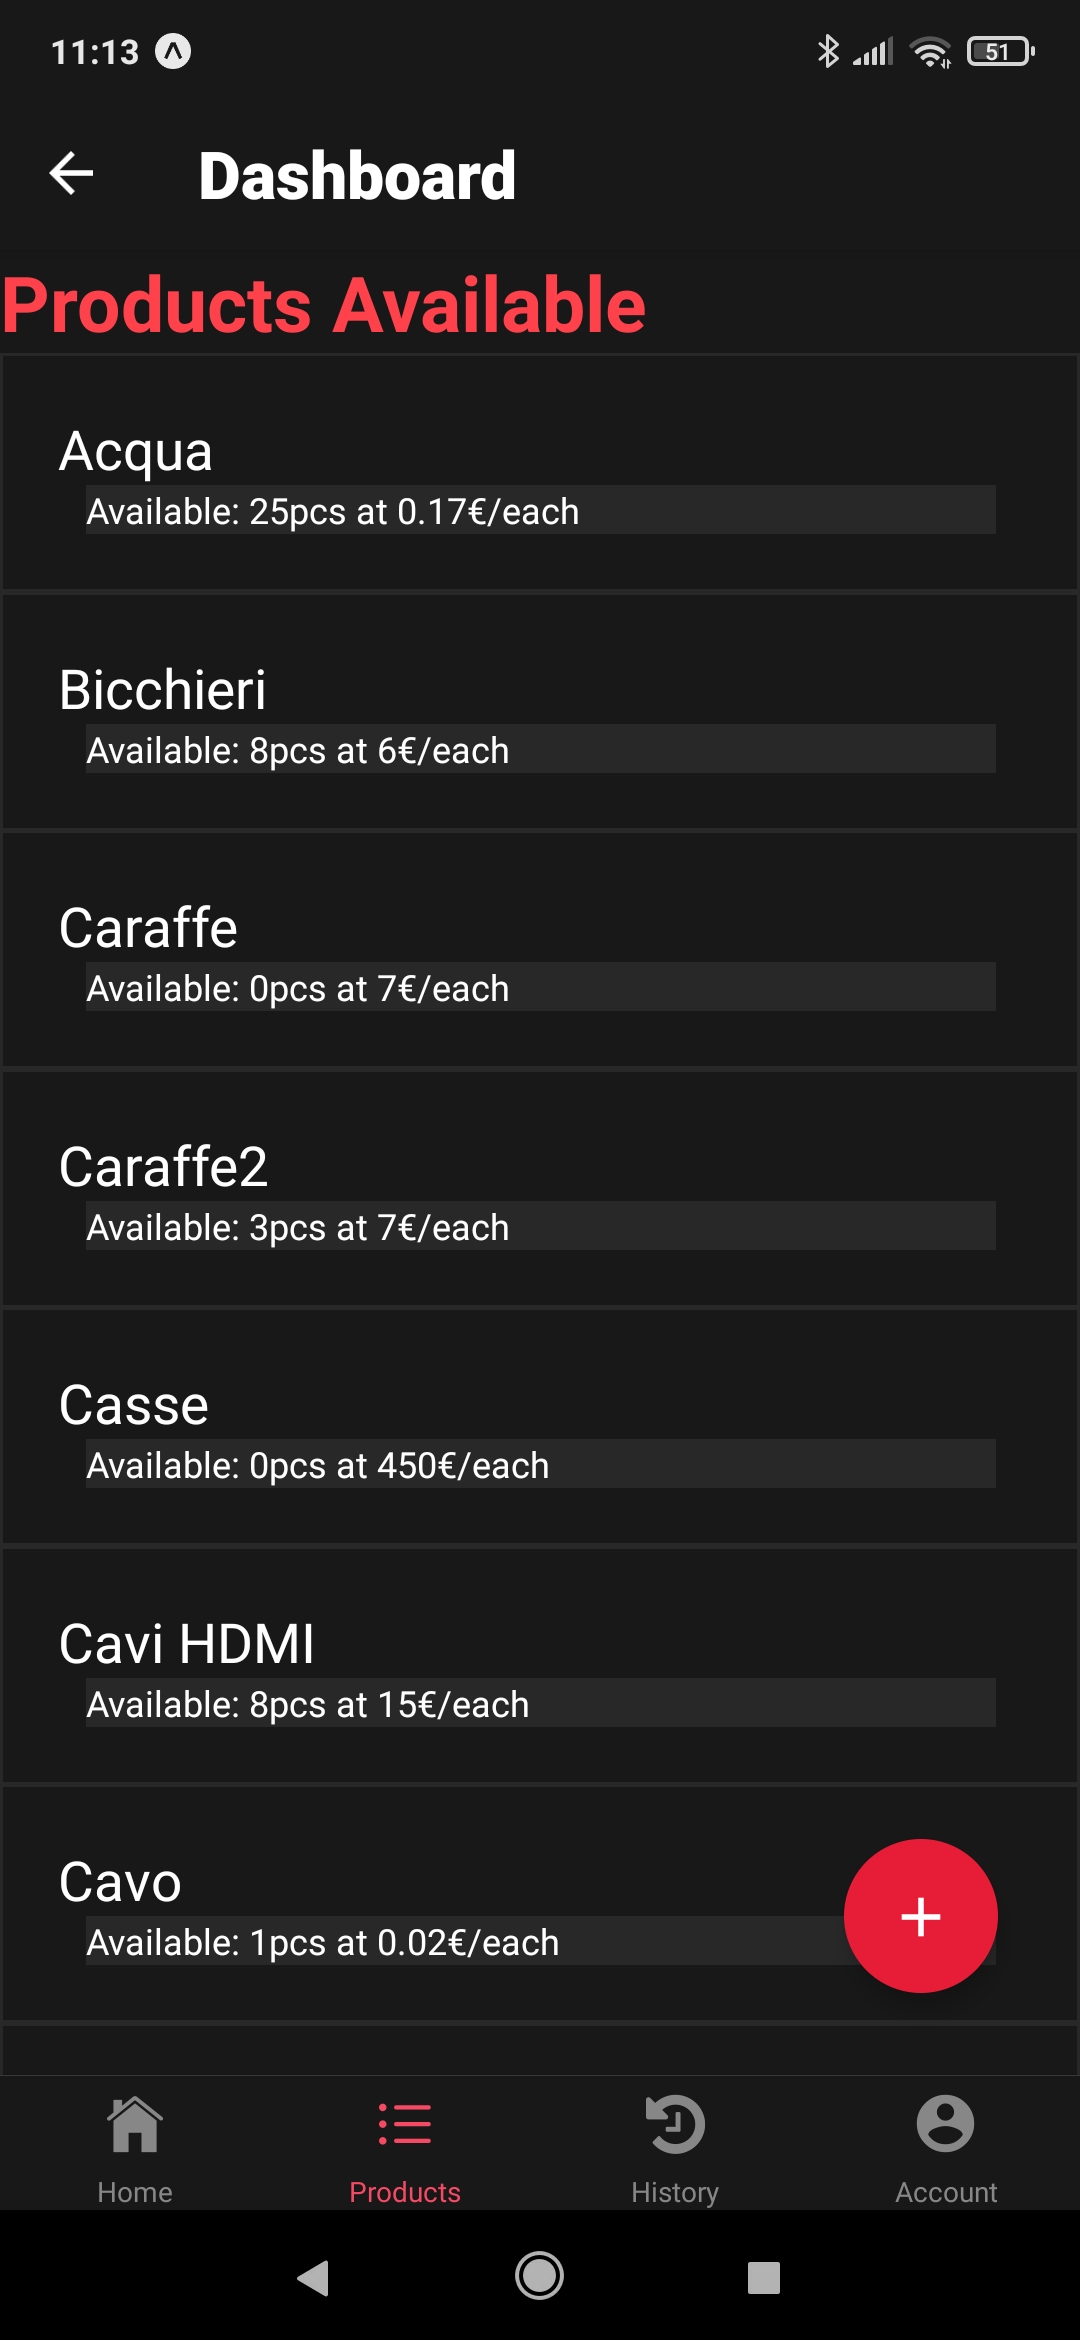 11:13
51
Dashboard
Products Available
Acqua
Available: 25pcs at 0.17€/each
Bicchieri
Available: 8pcs at 6€/each
Caraffe
Available: 0pcs at 7€/each
Caraffe2
Available: 3pcs at 7€/each
Casse
Available: 0pcs at 450€/each
Cavi HDMI
Available: 8pcs at 15€/each
Cavo
Available: 1pcs at 0.02€/each
+
Home
Products
History
Account